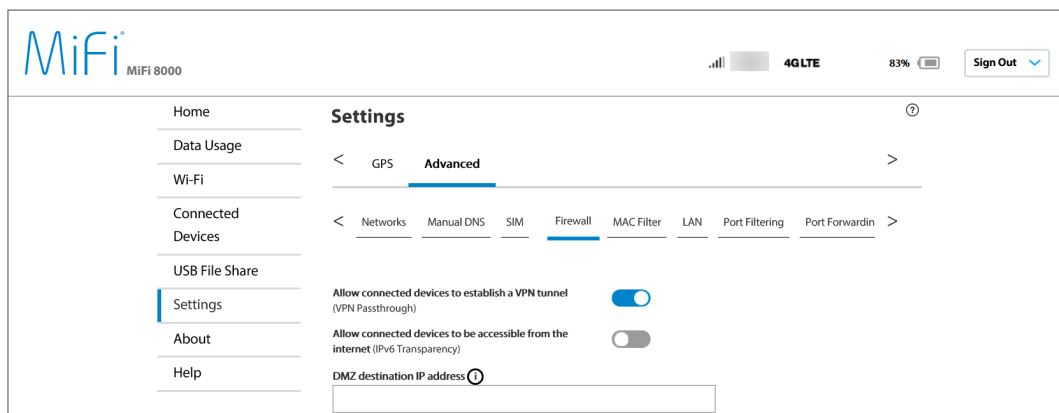 MiFi
MiFi 8000
4G LTE
83%
Sign Out
Home
Data Usage
Wi-Fi
Connected
Devices
USB File Share
Settings
About
Help
Settings
?
< GPS Advanced >
< Networks Manual DNS SIM Firewall MAC Filter LAN Port Filtering Port Forwardin >
Allow connected devices to establish a VPN tunnel
(VPN Passthrough)
Allow connected devices to be accessible from the
internet (IPv6 Transparency)
DMZ destination IP address i